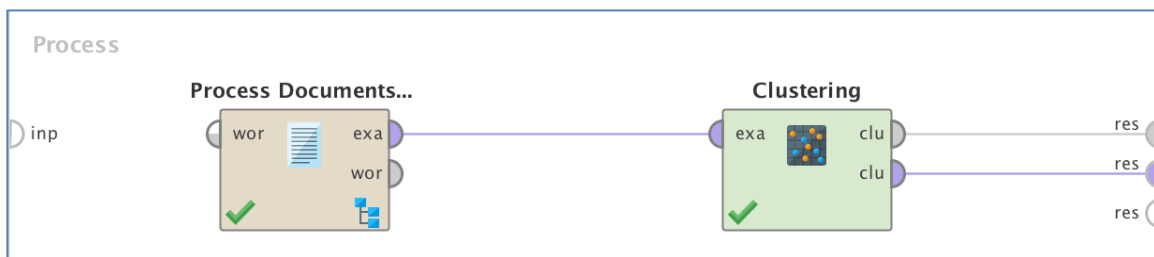 Process
Process Documents...
Clustering
inp
wor
exa
wor
exa
clu
clu
res
res
res